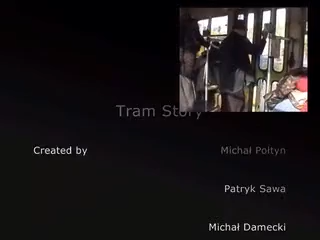 Tram Story
Created by
Michał Połtyn
Patryk Sawa
Michał Damecki